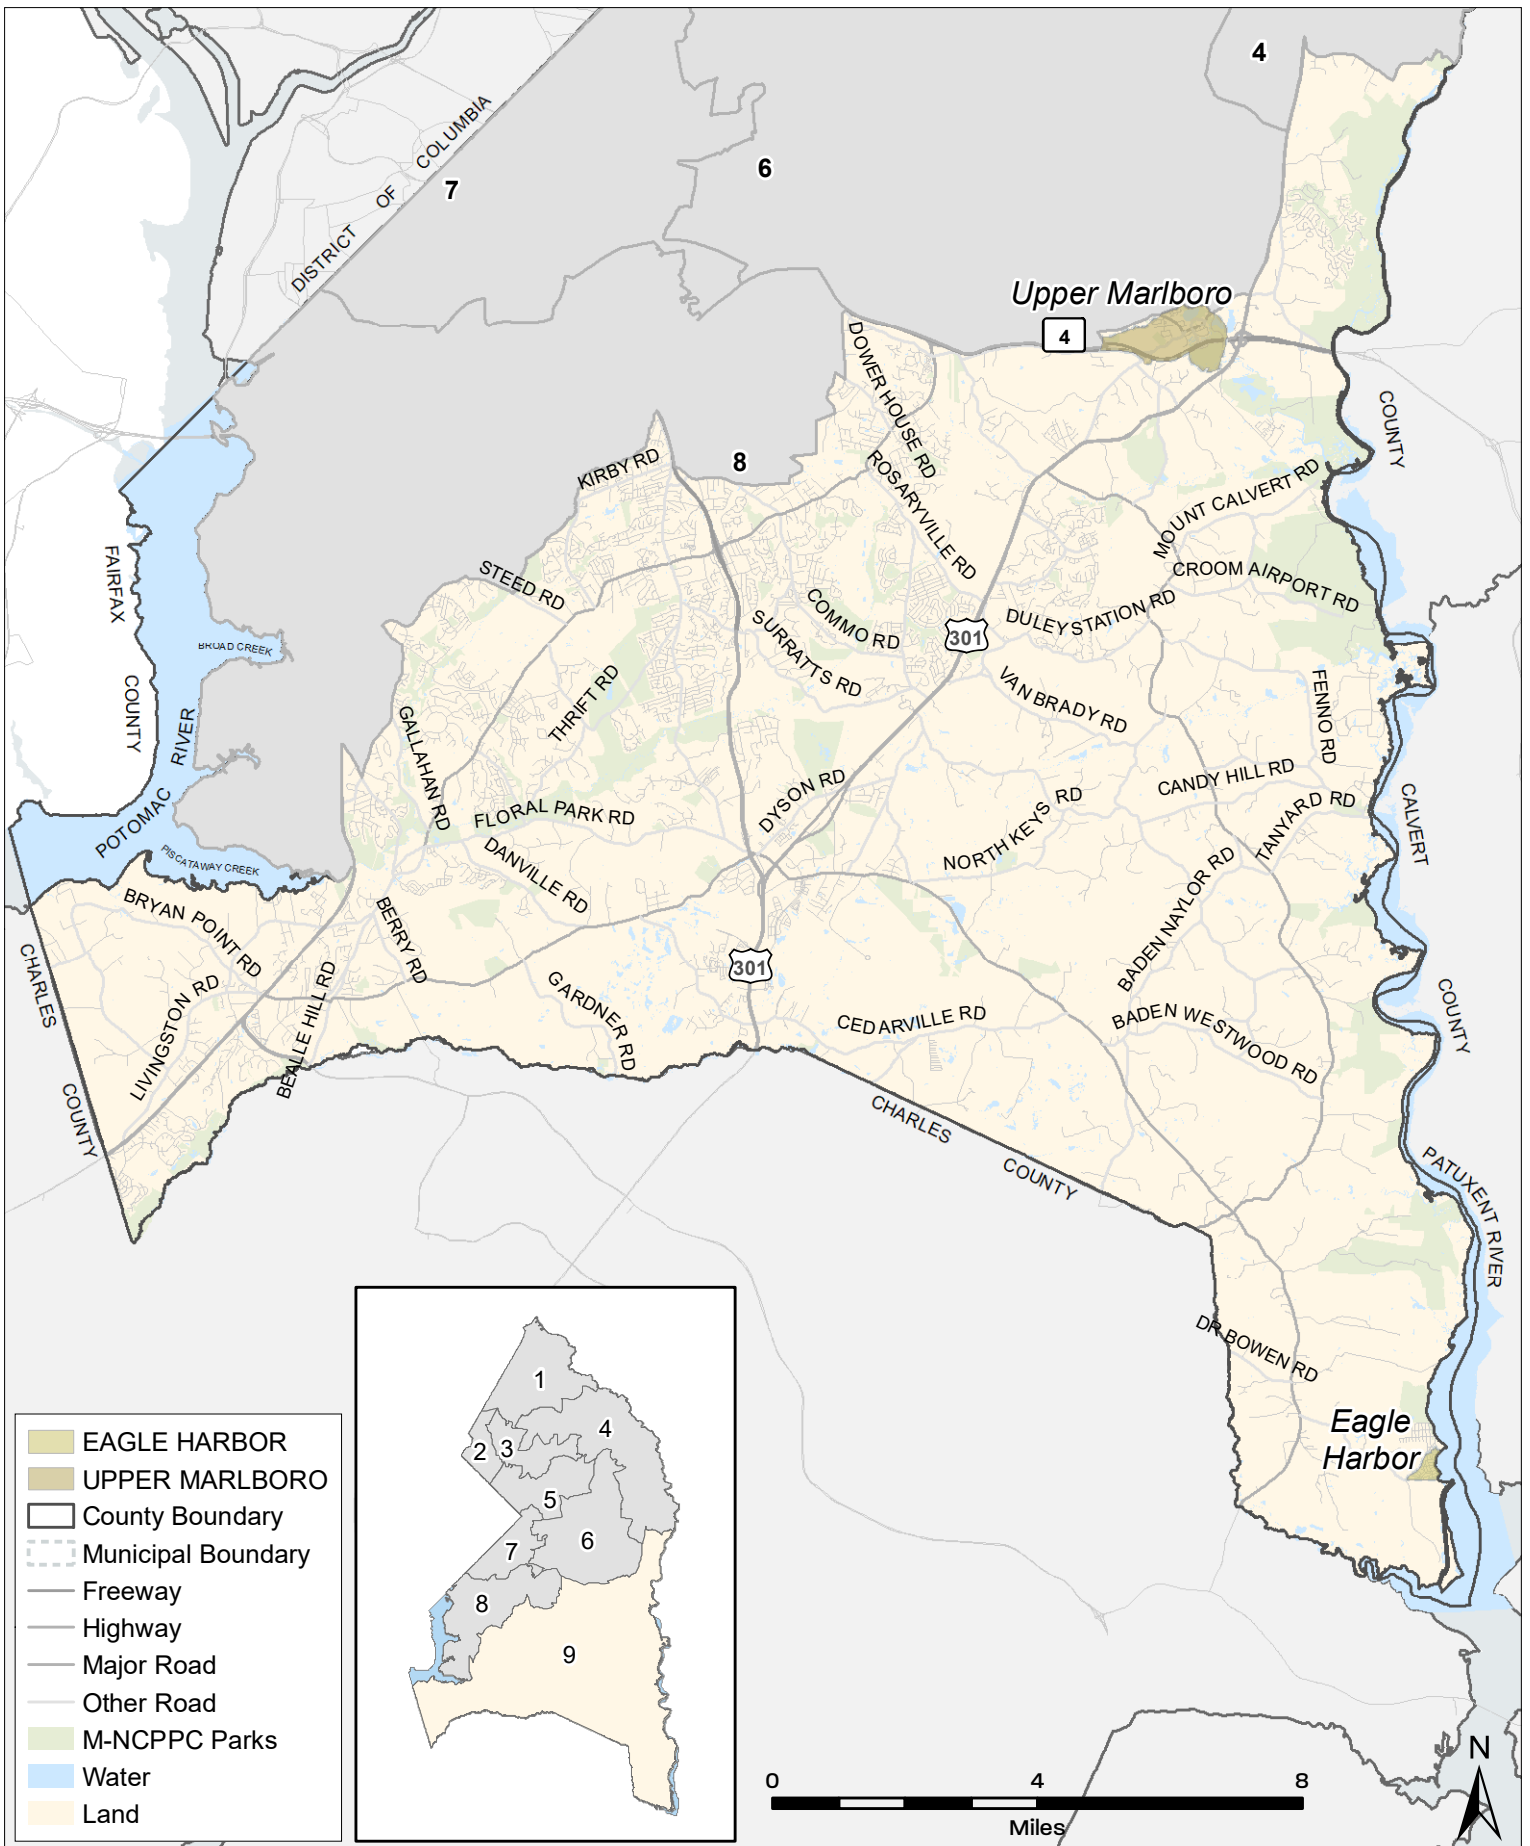 4
DISTRICT OF COLUMBIA
7
6
Upper Marlboro
4
DOWER HOUSE RD
COUNTY
KIRBY RD
8
ROSARYVILLE RD
MOUNT CALVERT RD
FAIRFAX
COUNTY
STEED RD
COMMO RD
SURRATTS RD
301
DULEY STATION RD
CROOM AIRPORT RD
BROAD CREEK
THRIFT RD
VAN BRADY RD
FENNO RD
POTOMAC RIVER
GALLAHAN RD
DYSON RD
CANDY HILL RD
CALVERT
COUNTY
FLORAL PARK RD
NORTH KEYS RD
TANYARD RD
PISCATAWAY CREEK
DANVILLE RD
BADEN NAYLOR RD
BRYAN POINT RD
BERRY RD
301
CHARLES
COUNTY
LIVINGSTON RD
BEALLE HILL RD
GARDNER RD
CEDARVILLE RD
BADEN WESTWOOD RD
CHARLES
COUNTY
PATUXENT RIVER
DR BOWEN RD
Eagle
Harbor
1
2
3
4
5
6
7
8
9
EAGLE HARBOR
UPPER MARLBORO
County Boundary
Municipal Boundary
Freeway
Highway
Major Road
Other Road
M-NCPPC Parks
Water
Land
0 4 8
Miles
N